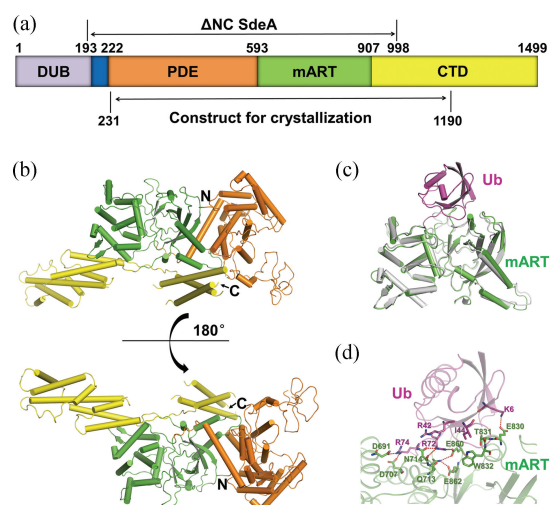 (a)
ΔNC SdeA
1 193 222 593 907 998 1499
DUB PDE mART CTD
231 Construct for crystallization 1190
(b)
N
C
180°
C
N
(c)
Ub
mART
(d)
Ub
K6
R42 I44 T831 E830
D691 R74 R72 E860
mART
N714 W832
D707 Q713 E862